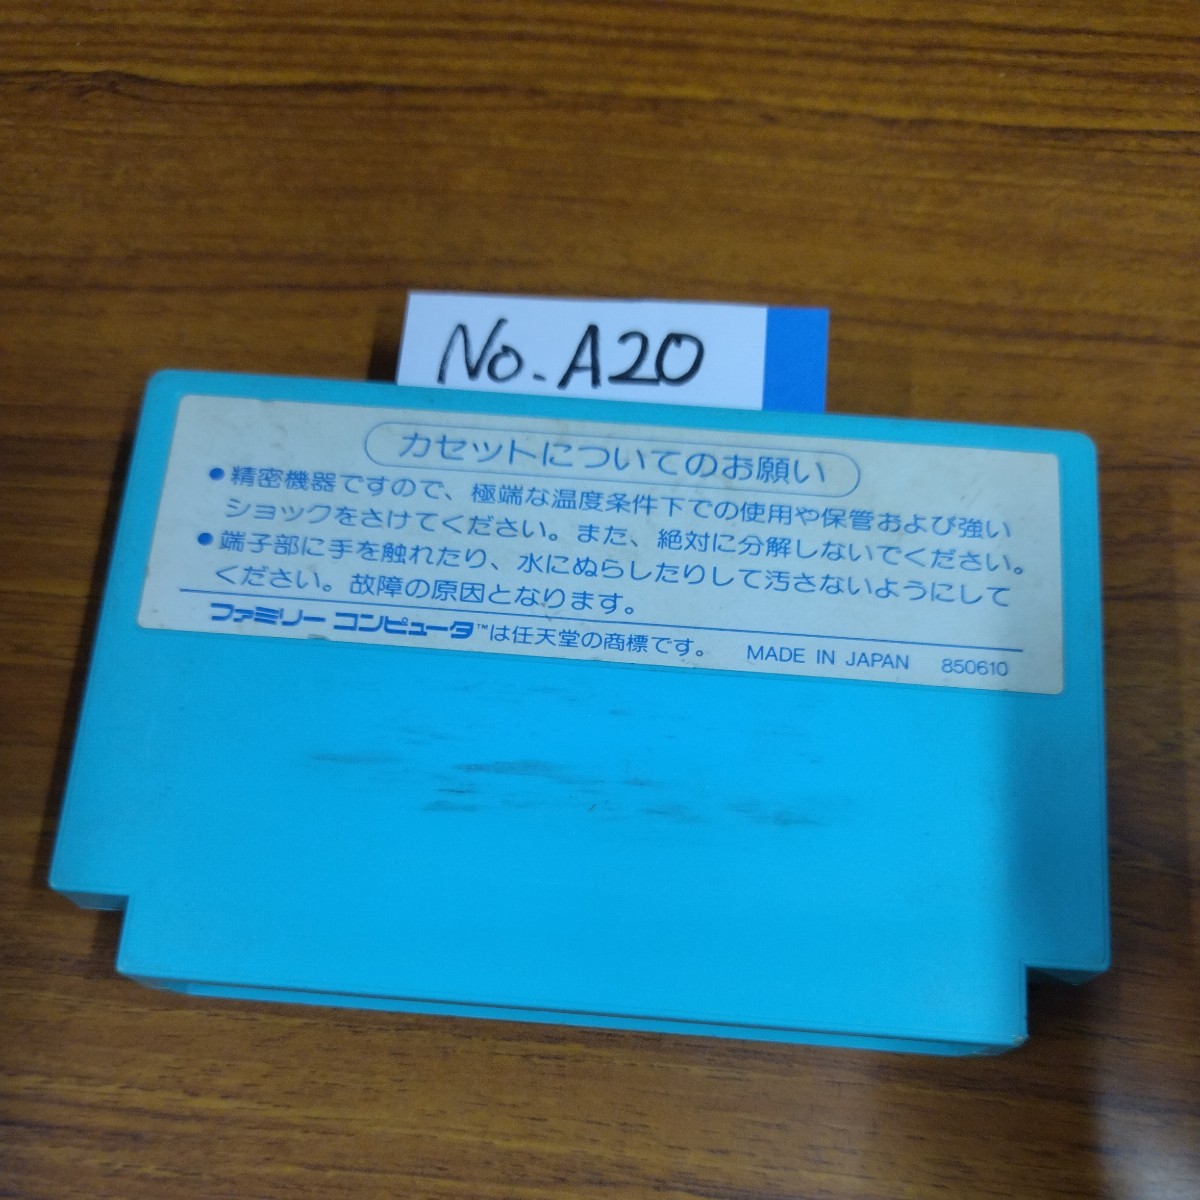 No. A20
カセットについてのお願い
●精密機器ですので、極端な温度条件下での使用や保管および強い
ショックをさけてください。また、絶対に分解しないでください。
●端子部に手を触れたり、水にぬらしたりして汚さないようにして
ください。故障の原因となります。
ファミリーコンピュータ™は任天堂の商標です。 MADE IN JAPAN 850610